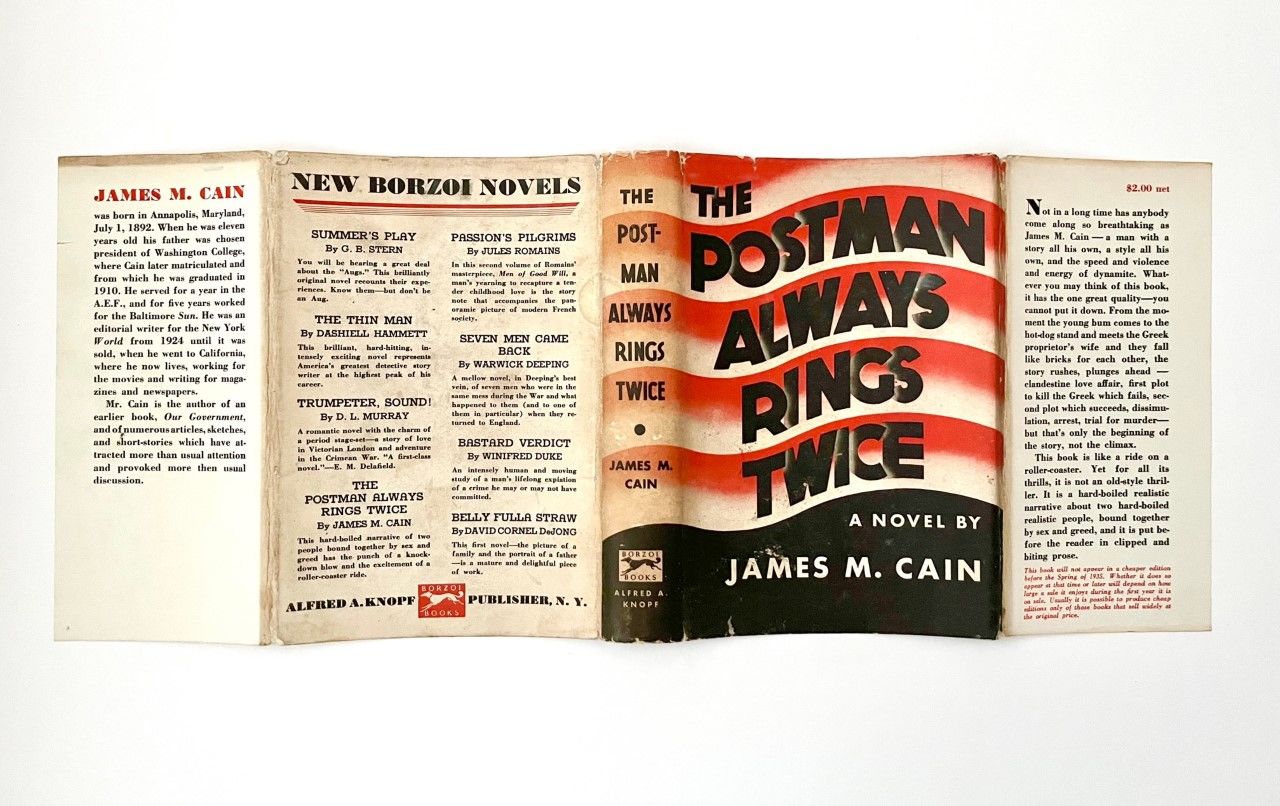 JAMES M. CAIN
was born in Annapolis, Maryland,
July 1, 1892. When he was eleven
years old his father was chosen
president of Washington College,
where Cain later matriculated and
from which he was graduated in
1910. He served for a year in the
A.E.F., and for five years worked
for the Baltimore Sun. He was an
editorial writer for the New York
World from 1924 until it was
sold, when he went to California,
where he now lives, working for
the movies and writing for maga-
zines and newspapers.
Mr. Cain is the author of an
earlier book, Our Government,
and of numerous articles, sketches,
and short-stories which have at-
tracted more than usual attention
and provoked more then usual
discussion.
NEW BORZOI NOVELS
SUMMER'S PLAY
By G. B. STERN
You will be hearing a great deal
about the "Augs." This brilliantly
original novel recounts their expe-
riences. Know them—but don't be
an Aug.
THE THIN MAN
By DASHIELL HAMMETT
This brilliant, hard-hitting, in-
tensely exciting novel represents
America's greatest detective story
writer at the highest peak of his
career.
TRUMPETER, SOUND!
By D. L. MURRAY
A romantic novel with the charm of
a period stage-set—a story of love
in Victorian London and adventure
in the Crimean War. "A first-class
novel."—E. M. Delafield.
THE
POSTMAN ALWAYS
RINGS TWICE
By JAMES M. CAIN
This hard-boiled narrative of two
people bound together by sex and
greed has the punch of a knock-
down blow and the excitement of a
roller-coaster ride.
PASSION'S PILGRIMS
By JULES ROMAINS
In this second volume of Romains'
masterpiece, Men of Good Will, a
man's yearning to recapture a ten-
der childhood love is the story
note that accompanies the pan-
oramic picture of modern French
society.
SEVEN MEN CAME
BACK
By WARWICK DEEPING
A mellow novel, in Deeping's best
vein, of seven men who were in the
same mess during the War and what
happened to them (and to one of
them in particular) when they re-
turned to England.
BASTARD VERDICT
By WINIFRED DUKE
An intensely human and moving
study of a man's lifelong expiation
of a crime he may or may not have
committed.
BELLY FULLA STRAW
By DAVID CORNEL DeJONG
This first novel—the picture of a
family and the portrait of a father
—is a mature and delightful piece
of work.
ALFRED A. KNOPF BORZOI BOOKS PUBLISHER, N. Y.
THE
POST-
MAN
ALWAYS
RINGS
TWICE
JAMES M.
CAIN
BORZOI
BOOKS
ALFRED A.
KNOPF
THE
POSTMAN
ALWAYS
RINGS
TWICE
A NOVEL BY
JAMES M. CAIN
$2.00 net
Not in a long time has anybody
come along so breathtaking as
James M. Cain — a man with a
story all his own, a style all his
own, and the speed and violence
and energy of dynamite. What-
ever you may think of this book,
it has the one great quality—you
cannot put it down. From the mo-
ment the young bum comes to the
hot-dog stand and meets the Greek
proprietor's wife and they fall
like bricks for each other, the
story rushes, plunges ahead —
clandestine love affair, first plot
to kill the Greek which fails, sec-
ond plot which succeeds, dissimu-
lation, arrest, trial for murder—
but that's only the beginning of
the story, not the climax.
This book is like a ride on a
roller-coaster. Yet for all its
thrills, it is not an old-style thril-
ler. It is a hard-boiled realistic
narrative about two hard-boiled
realistic people, bound together
by sex and greed, and it is put be-
fore the reader in clipped and
biting prose.
This book will not appear in a cheaper edition
before the Spring of 1935. Whether it does so
appear at that time or later will depend on how
large a sale it enjoys during the first year it is
on sale. Usually it is possible to produce cheap
editions only of those books that sell widely at
the original price.